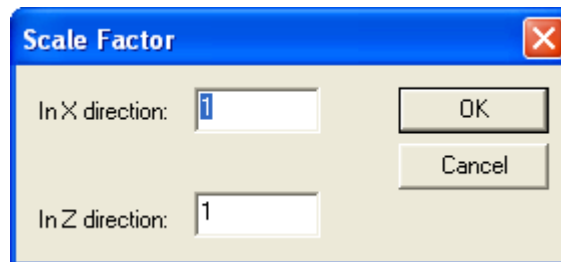 Scale Factor
In X direction: 1
OK
Cancel
In Z direction: 1